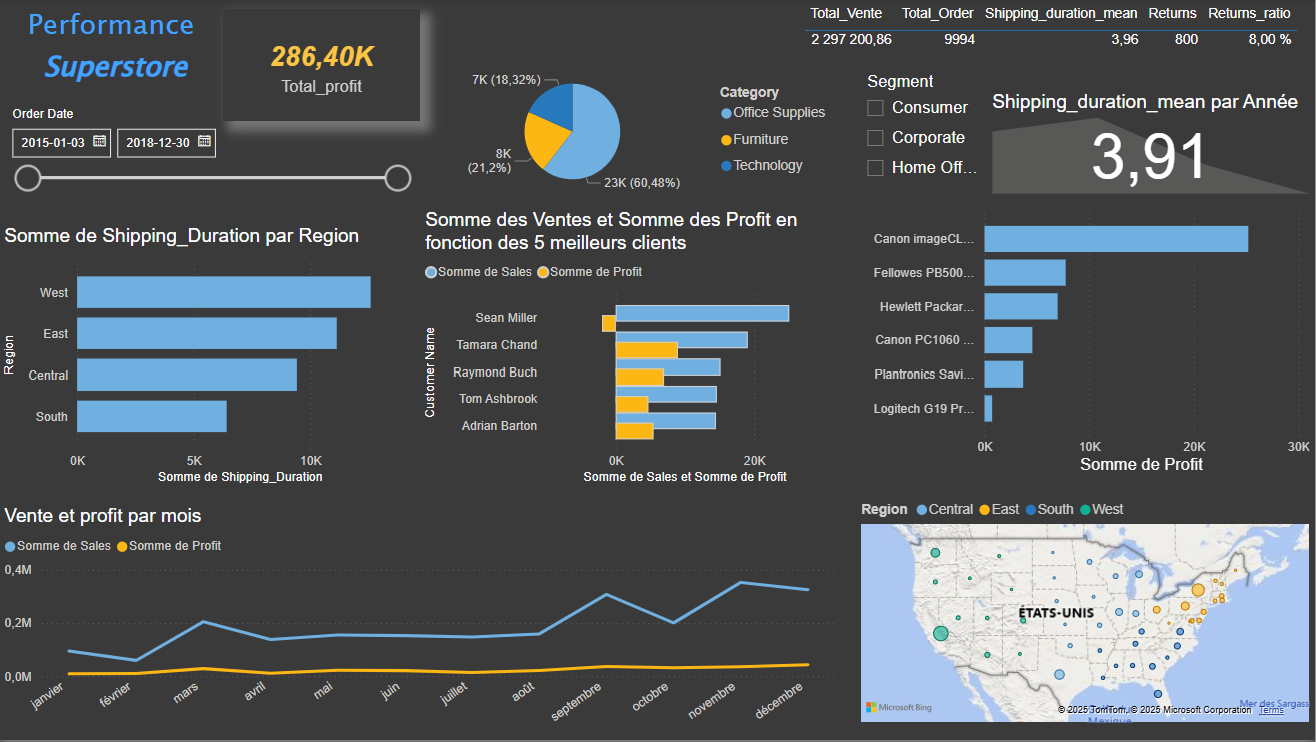 Performance
Superstore
286,40K
Total_profit
Total_Vente Total_Order Shipping_duration_mean Returns Returns_ratio
2 297 200,86 9994 3,96 800 8,00 %
Order Date
2015-01-03 2018-12-30
7K (18,32%)
8K
(21,2%)
23K (60,48%)
Category
Office Supplies
Furniture
Technology
Segment
Consumer
Corporate
Home Off...
Shipping_duration_mean par Année
3,91
Somme de Shipping_Duration par Region
Region
West
East
Central
South
0K 5K 10K
Somme de Shipping_Duration
Somme des Ventes et Somme des Profit en
fonction des 5 meilleurs clients
Somme de Sales Somme de Profit
Customer Name
Sean Miller
Tamara Chand
Raymond Buch
Tom Ashbrook
Adrian Barton
0K 20K
Somme de Sales et Somme de Profit
Canon imageCL...
Fellowes PB500...
Hewlett Packar...
Canon PC1060 ...
Plantronics Savi...
Logitech G19 Pr...
0K 10K 20K 30K
Somme de Profit
Vente et profit par mois
Somme de Sales Somme de Profit
0,4M
0,2M
0,0M
janvier février mars avril mai juin juillet août septembre octobre novembre décembre
Region Central East South West
ÉTATS-UNIS
Microsoft Bing
Mer des Sargass
© 2025 TomTom, © 2025 Microsoft Corporation Terms
Mexique